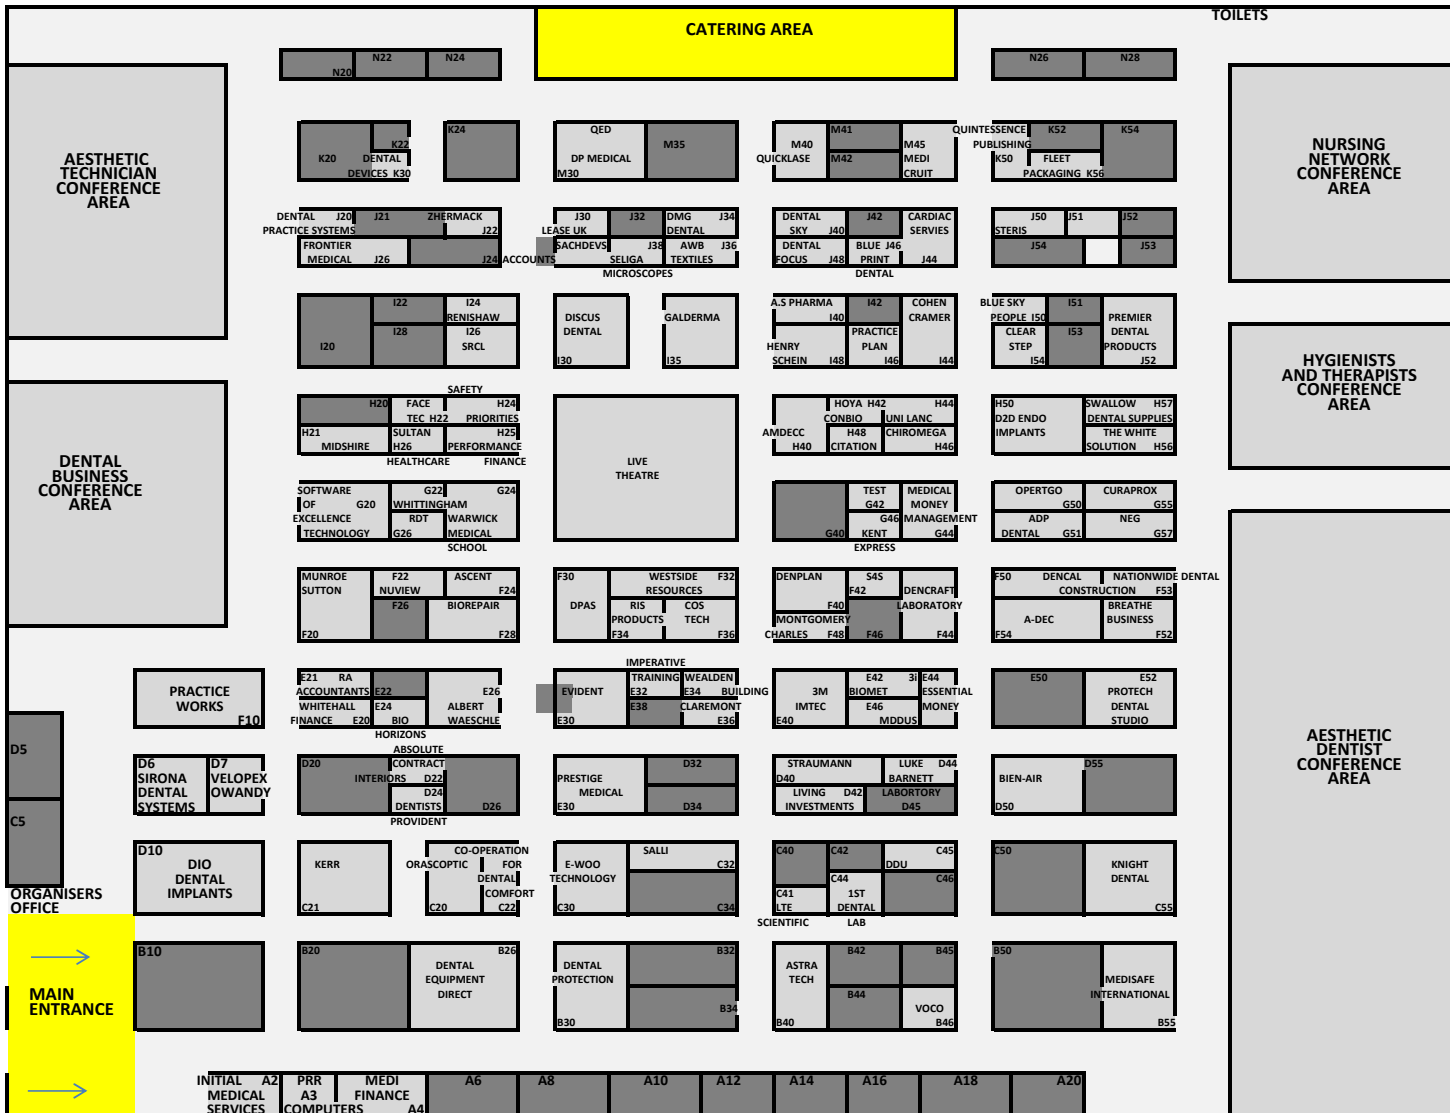 TOILETS
CATERING AREA
N20
N22
N24
N26
N28
AESTHETIC
TECHNICIAN
CONFERENCE
AREA
NURSING
NETWORK
CONFERENCE
AREA
K20
K22
DENTAL
DEVICES K30
K24
QED
DP MEDICAL
M30
M35
M40
QUICKLASE
M41
M42
M45
MEDI
CRUIT
QUINTESSENCE
PUBLISHING
K50
K52
K54
FLEET
PACKAGING K56
DENTAL J20
PRACTICE SYSTEMS
J21
ZHERMACK
J22
FRONTIER
MEDICAL J26
J24
ACCOUNTS
J30
LEASE UK
J32
DMG J34
DENTAL
SACHDEVS
J38
SELIGA
MICROSCOPES
AWB J36
TEXTILES
DENTAL
SKY J40
J42
CARDIAC
SERVIES
DENTAL
FOCUS J48
BLUE J46
PRINT
DENTAL
J44
J50
STERIS
J51
J52
J54
J53
I20
I22
I28
I24
RENISHAW
I26
SRCL
DISCUS
DENTAL
I30
GALDERMA
I35
A.S PHARMA
I40
I42
COHEN
CRAMER
HENRY
SCHEIN I48
PRACTICE
PLAN
I46
I44
BLUE SKY
PEOPLE I50
I51
PREMIER
DENTAL
PRODUCTS
J52
CLEAR
STEP
I54
I53
HYGIENISTS
AND THERAPISTS
CONFERENCE
AREA
DENTAL
BUSINESS
CONFERENCE
AREA
SAFETY
H20
FACE
TEC H22
H24
PRIORITIES
H21
MIDSHIRE
SULTAN
H26
HEALTHCARE
H25
PERFORMANCE
FINANCE
LIVE
THEATRE
AMDECC
H40
HOYA H42
CONBIO
H44
UNI LANC
H48
CITATION
CHIROMEGA
H46
H50
D2D ENDO
IMPLANTS
SWALLOW H57
DENTAL SUPPLIES
THE WHITE
SOLUTION H56
SOFTWARE
OF G20
EXCELLENCE
TECHNOLOGY
G22
WHITTINGHAM
G24
RDT
G26
WARWICK
MEDICAL
SCHOOL
G40
TEST
G42
MEDICAL
MONEY
MANAGEMENT
G44
G46
KENT
EXPRESS
OPERTGO
G50
CURAPROX
G55
ADP
DENTAL G51
NEG
G57
MUNROE
SUTTON
F20
F22
NUVIEW
ASCENT
F24
F26
BIOREPAIR
F28
F30
DPAS
WESTSIDE F32
RESOURCES
RIS
PRODUCTS
F34
COS
TECH
F36
DENPLAN
F40
S4S
F42
DENCRAFT
LABORATORY
F44
MONTGOMERY
CHARLES F48
F46
F50 DENCAL
CONSTRUCTION
NATIONWIDE DENTAL
F53
A-DEC
F54
BREATHE
BUSINESS
F52
AESTHETIC
DENTIST
CONFERENCE
AREA
PRACTICE
WORKS
F10
E21 RA
ACCOUNTANTS
E22
WHITEHALL
FINANCE E20
E24
BIO
HORIZONS
E26
ALBERT
WAESCHLE
EVIDENT
E30
IMPERATIVE
TRAINING
E32
WEALDEN
E34 BUILDING
E38
CLAREMONT
E36
3M
IMTEC
E40
E42 3i
BIOMET
E44
ESSENTIAL
MONEY
E46
MDDUS
E50
E52
PROTECH
DENTAL
STUDIO
D5
D6
SIRONA
DENTAL
SYSTEMS
D7
VELOPEX
OWANDY
D20
ABSOLUTE
CONTRACT
INTERIORS D22
D24
DENTISTS
PROVIDENT
D26
PRESTIGE
MEDICAL
E30
D32
D34
STRAUMANN
D40
LUKE D44
BARNETT
LIVING D42
INVESTMENTS
LABORTORY
D45
BIEN-AIR
D50
D55
C5
ORGANISERS
OFFICE
D10
DIO
DENTAL
IMPLANTS
KERR
C21
ORASCOPTIC
C20
CO-OPERATION
FOR
DENTAL
COMFORT
C22
E-WOO
TECHNOLOGY
C30
SALLI
C32
C34
C40
C41
LTE
SCIENTIFIC
C42
C44
1ST
DENTAL
LAB
C45
DDU
C46
C50
KNIGHT
DENTAL
C55
MAIN
ENTRANCE
B10
B20
B26
DENTAL
EQUIPMENT
DIRECT
DENTAL
PROTECTION
B30
B32
B34
ASTRA
TECH
B40
B42
B44
B45
VOCO
B46
B50
MEDISAFE
INTERNATIONAL
B55
INITIAL A2
MEDICAL
SERVICES
PRR
A3
COMPUTERS
MEDI
FINANCE
A4
A6
A8
A10
A12
A14
A16
A18
A20